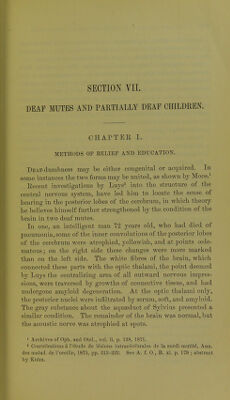 SECTION VII.
DEAF MUTES AND PARTIALLY DEAF CHILDREN.
CHAPTER I.
METHODS OF RELIEF AND EDUCATION.
DEAF-dumbness may be either congenital or acquired. In
some instances the two forms may be united, as shown by Moos.¹
Recent investigations by Luys² into the structure of the
central nervous system, have led him to locate the sense of
hearing in the posterior lobes of the cerebrum, in which theory
he believes himself further strengthened by the condition of the
brain in two deaf mutes.
In one, an intelligent man 72 years old, who had died of
pneumonia, some of the inner convolutions of the posterior lobes
of the cerebrum were atrophied, yellowish, and at points œde-
matous; on the right side these changes were more marked
than on the left side. The white fibres of the brain, which
connected these parts with the optic thalami, the point deemed
by Luys the centralizing area of all outward nervous impres-
sions, were traversed by growths of connective tissue, and had
undergone amyloid degeneration. At the optic thalami only,
the posterior nuclei were infiltrated by serum, soft, and amyloid.
The gray substance about the aqueduct of Sylvius presented a
similar condition. The remainder of the brain was normal, but
the acoustic nerve was atrophied at spots.
¹ Archives of Oph. and Otol., vol. ii, p. 128, 1871.
² Contributions à l'étude de lésions intracérébrales de la surdi-mutité, Ann.
des malad. de l'oreille, 1875, pp. 313-332. See A. f. O., B. xi. p. 170; abstract
by Kuhn.